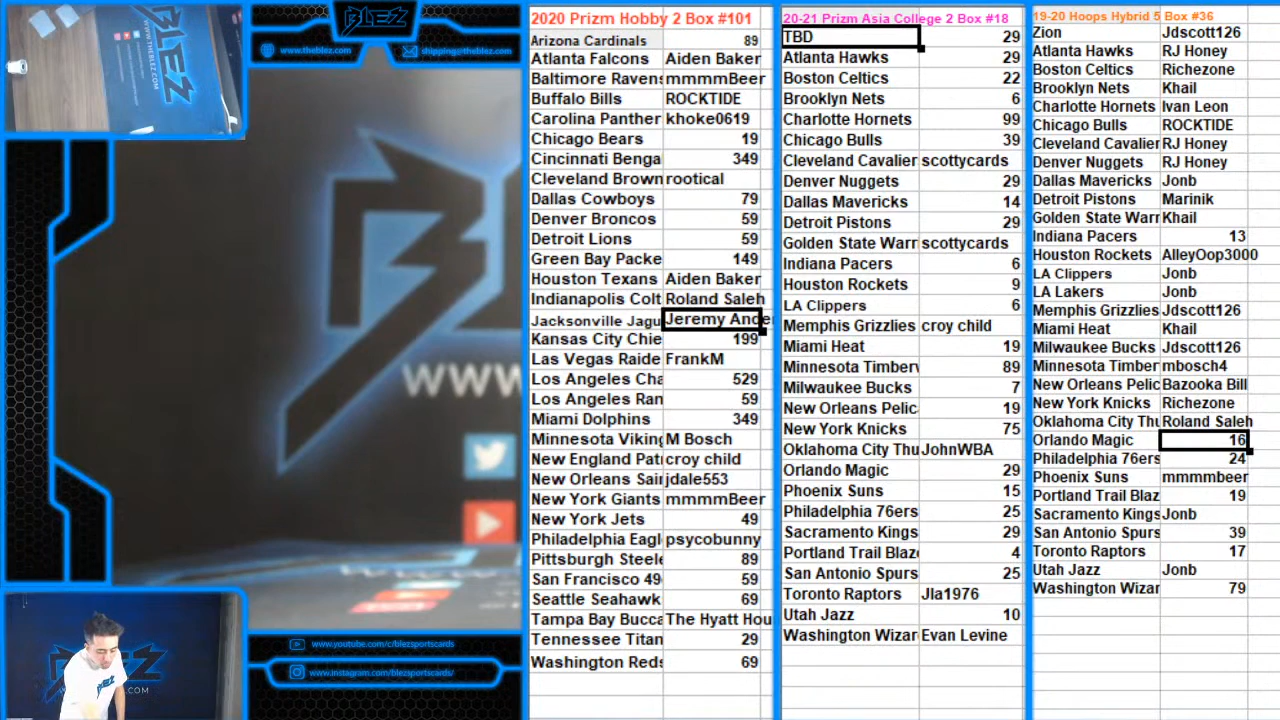 BLEZ
www.theblez.com
shipping@theblez.com
WWW.THEBLEZ
BLEZ
WWW
BLEZ
.COM
www.youtube.com/c/blezsportscards
www.instagram.com/blezsportscards/
2020 Prizm Hobby 2 Box #101
Arizona Cardinals 89
Atlanta Falcons Aiden Baker
Baltimore Ravens mmmmBeer
Buffalo Bills ROCKTIDE
Carolina Panther khoke0619
Chicago Bears 19
Cincinnati Benga 349
Cleveland Brown rootical
Dallas Cowboys 79
Denver Broncos 59
Detroit Lions 59
Green Bay Packe 149
Houston Texans Aiden Baker
Indianapolis Colt Roland Saleh
Jacksonville Jagu Jeremy Ander
Kansas City Chie 199
Las Vegas Raide FrankM
Los Angeles Cha 529
Los Angeles Ran 59
Miami Dolphins 349
Minnesota Viking M Bosch
New England Pat croy child
New Orleans Sai jdale553
New York Giants mmmmBeer
New York Jets 49
Philadelphia Eagl psycobunny
Pittsburgh Steele 89
San Francisco 49 59
Seattle Seahawk 69
Tampa Bay Bucca The Hyatt Hou
Tennessee Titan 29
Washington Reds 69
20-21 Prizm Asia College 2 Box #18
TBD 29
Atlanta Hawks 29
Boston Celtics 22
Brooklyn Nets 6
Charlotte Hornets 99
Chicago Bulls 39
Cleveland Cavalier scottycards
Denver Nuggets 29
Dallas Mavericks 14
Detroit Pistons 29
Golden State Warr scottycards
Indiana Pacers 6
Houston Rockets 9
LA Clippers 6
Memphis Grizzlies croy child
Miami Heat 19
Minnesota Timberv 89
Milwaukee Bucks 7
New Orleans Pelic 19
New York Knicks 75
Oklahoma City Thu JohnWBA
Orlando Magic 29
Phoenix Suns 15
Philadelphia 76ers 25
Sacramento Kings 29
Portland Trail Blaz 4
San Antonio Spurs 25
Toronto Raptors Jla1976
Utah Jazz 10
Washington Wizar Evan Levine
19-20 Hoops Hybrid 5 Box #36
Zion Jdscott126
Atlanta Hawks RJ Honey
Boston Celtics Richezone
Brooklyn Nets Khail
Charlotte Hornets Ivan Leon
Chicago Bulls ROCKTIDE
Cleveland Cavalier RJ Honey
Denver Nuggets RJ Honey
Dallas Mavericks Jonb
Detroit Pistons Marinik
Golden State Warr Khail
Indiana Pacers 13
Houston Rockets AlleyOop3000
LA Clippers Jonb
LA Lakers Jonb
Memphis Grizzlies Jdscott126
Miami Heat Khail
Milwaukee Bucks Jdscott126
Minnesota Timber mbosch4
New Orleans Pelic Bazooka Bill
New York Knicks Richezone
Oklahoma City Thu Roland Saleh
Orlando Magic 16
Philadelphia 76ers 24
Phoenix Suns mmmmbeer
Portland Trail Blaz 19
Sacramento Kings Jonb
San Antonio Spurs 39
Toronto Raptors 17
Utah Jazz Jonb
Washington Wizar 79